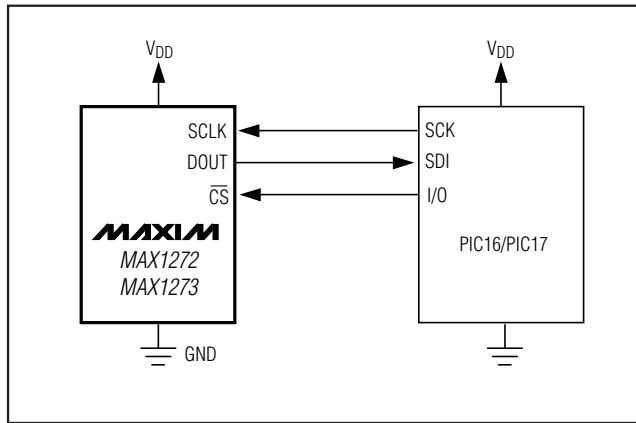 VDD VDD
SCLK SCK
DOUT SDI
CS I/O
MAXIM
MAX1272
MAX1273
PIC16/PIC17
GND